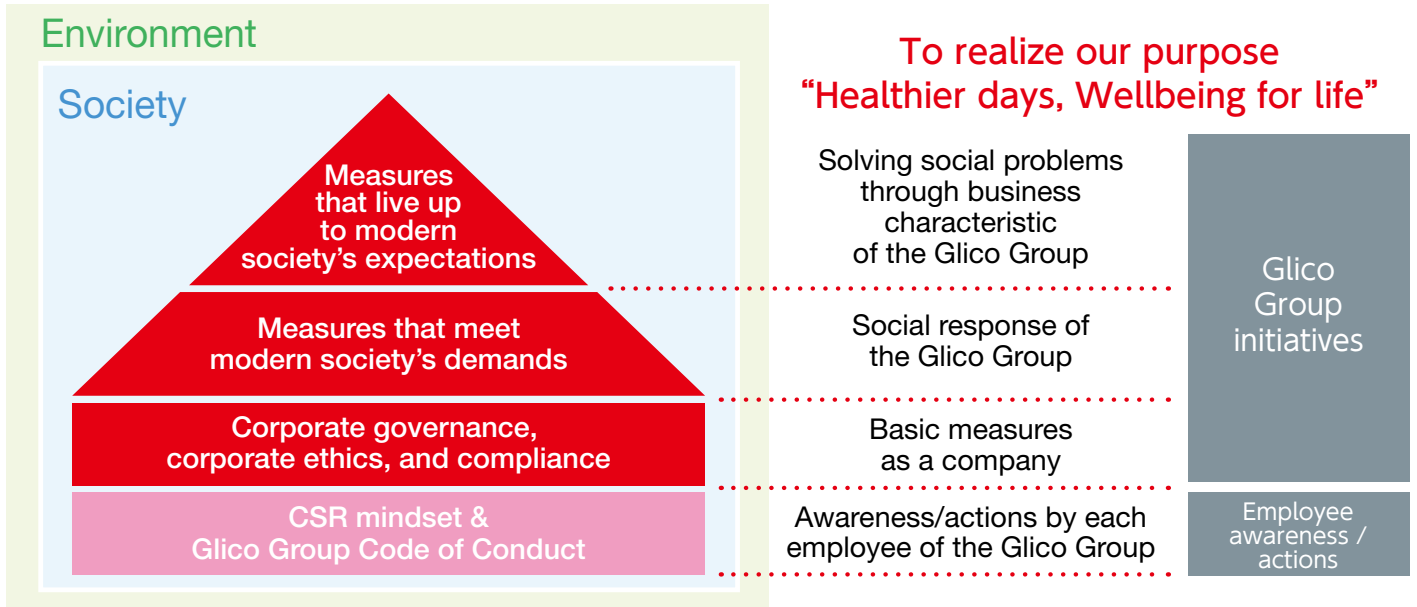 Environment
Society
Measures
that live up
to modern
society’s expectations
Measures that meet
modern society’s demands
Corporate governance,
corporate ethics, and compliance
CSR mindset &
Glico Group Code of Conduct
To realize our purpose
“Healthier days, Wellbeing for life”
Solving social problems
through business
characteristic
of the Glico Group
Social response of
the Glico Group
Basic measures
as a company
Awareness/actions by each
employee of the Glico Group
Glico
Group
initiatives
Employee
awareness /
actions